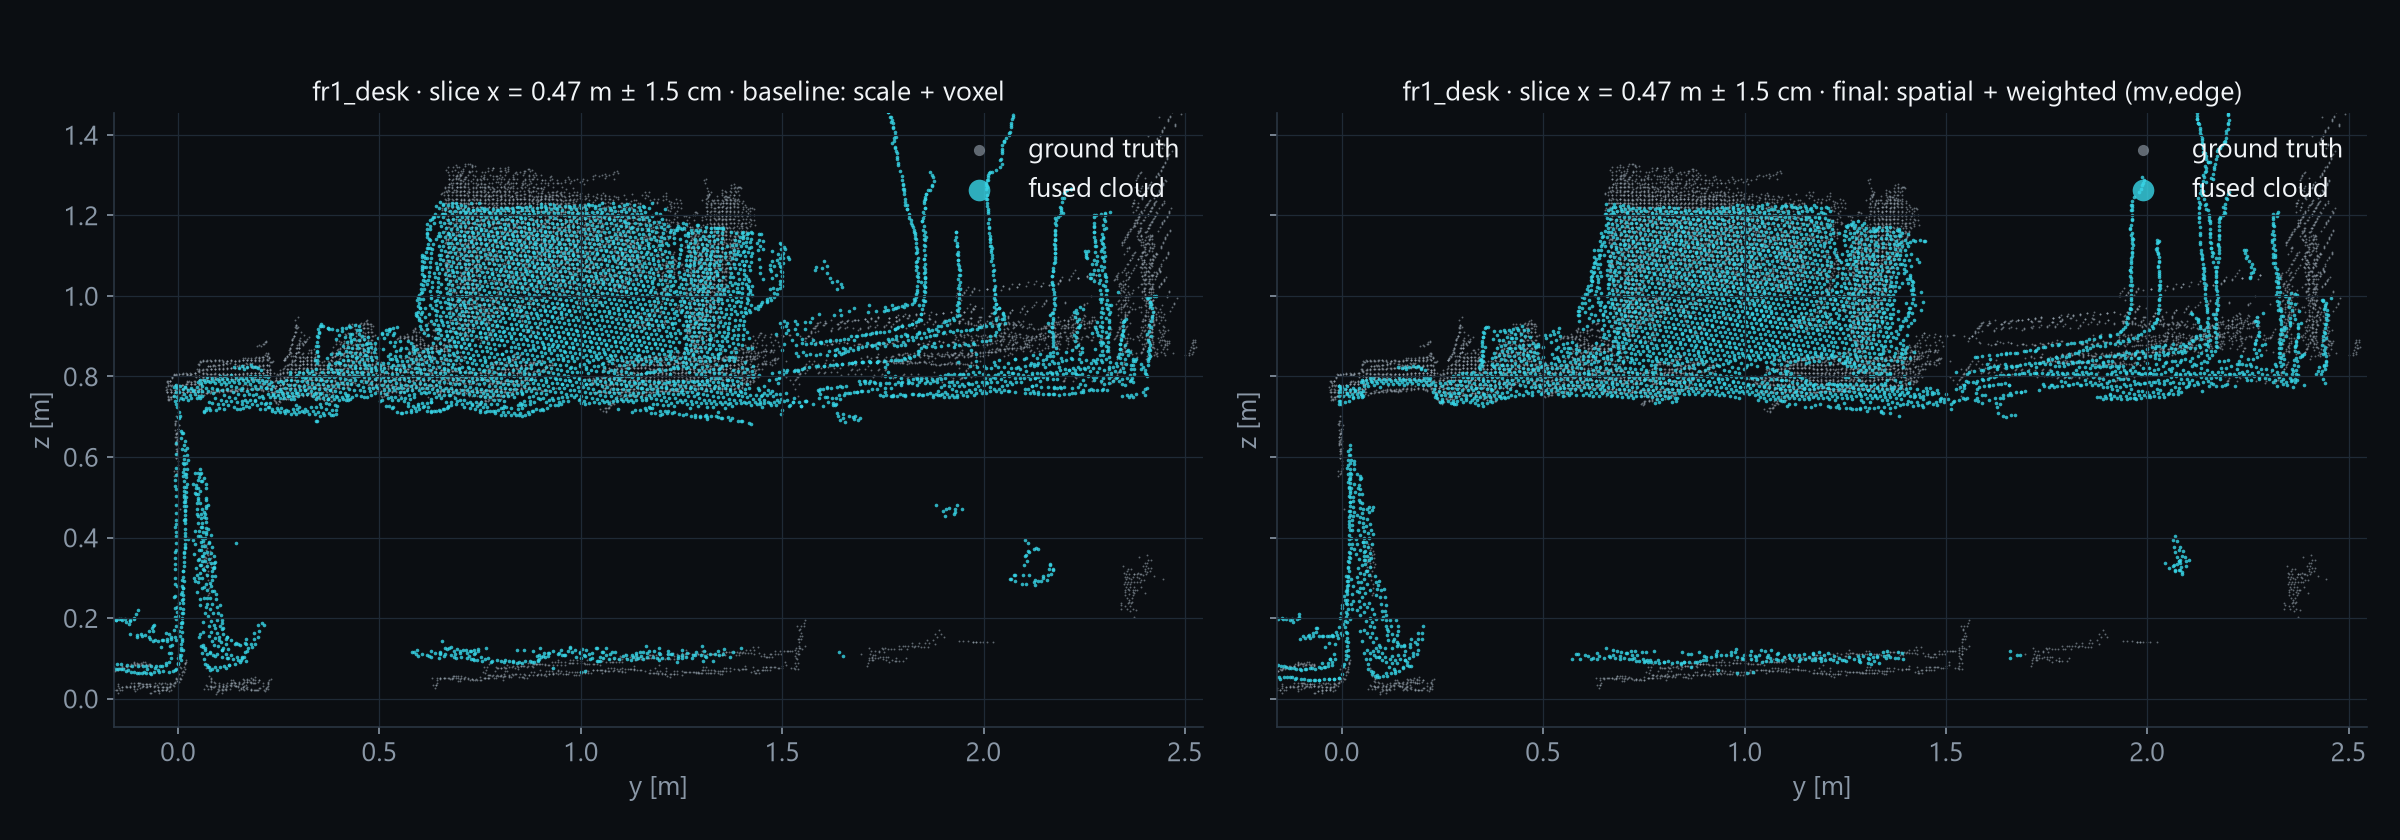 fr1_desk · slice x = 0.47 m ± 1.5 cm · baseline: scale + voxel
ground truth
fused cloud
1.4
1.2
1.0
0.8
0.6
0.4
0.2
0.0
z [m]
0.0 0.5 1.0 1.5 2.0 2.5
y [m]
fr1_desk · slice x = 0.47 m ± 1.5 cm · final: spatial + weighted (mv,edge)
ground truth
fused cloud
z [m]
0.0 0.5 1.0 1.5 2.0 2.5
y [m]